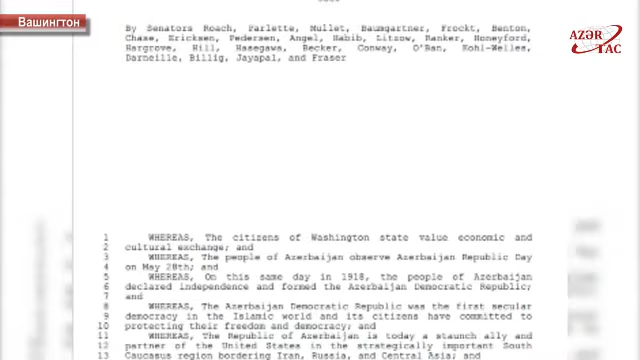 Вашингтон
AZƏR
TAC
By Senators Roach, Parlette, Mullet, Baumgartner, Frockt, Benton,
Chase, Ericksen, Pedersen, Angel, Habib, Litzow, Ranker, Honeyford,
Hargrove, Hill, Hasegawa, Becker, Conway, O'Ban, Kohl-Welles,
Darneille, Billig, Jayapal, and Fraser
1 WHEREAS, The citizens of Washington state value economic and
2 cultural exchange; and
3 WHEREAS, The people of Azerbaijan observe Azerbaijan Republic Day
4 on May 28th; and
5 WHEREAS, On this same day in 1918, the people of Azerbaijan
6 declared independence and formed the Azerbaijan Democratic Republic;
7 and
8 WHEREAS, The Azerbaijan Democratic Republic was the first secular
9 democracy in the Islamic world and its citizens have committed to
10 protecting their freedom and democracy; and
11 WHEREAS, The Republic of Azerbaijan is today a staunch ally and
12 partner of the United States in the strategically important South
13 Caucasus region bordering Iran, Russia, and Central Asia; and